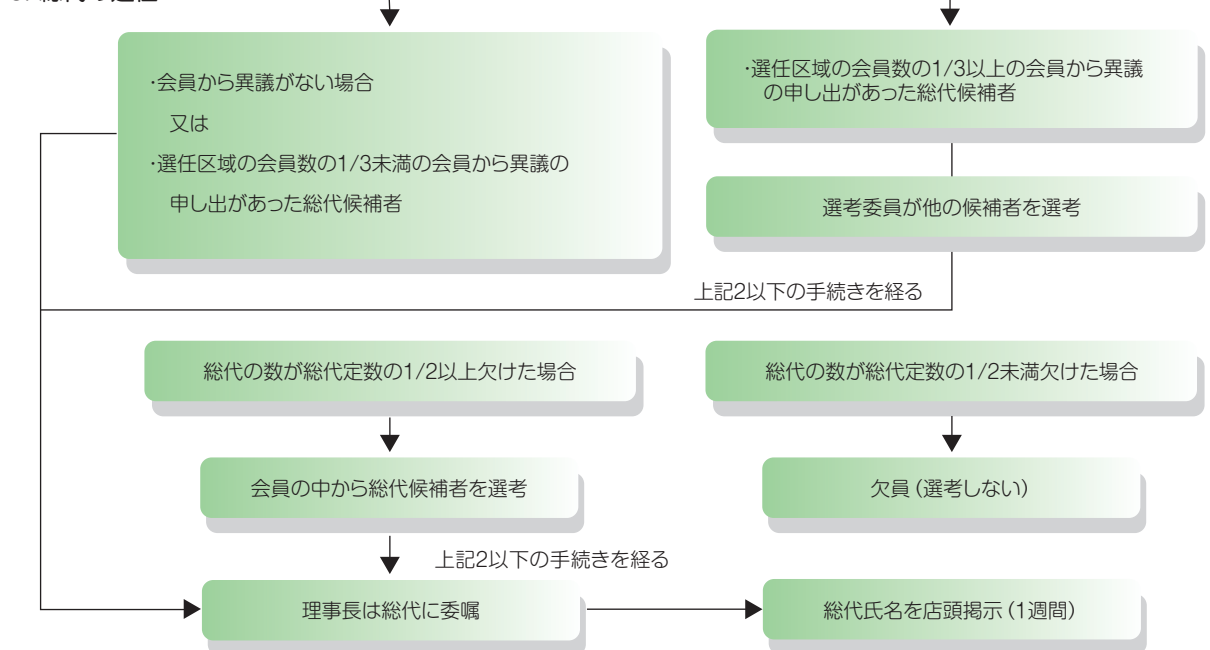 ・会員から異議がない場合
又は
・選任区域の会員数の1/3未満の会員から異議の
申し出があった総代候補者
・選任区域の会員数の1/3以上の会員から異議
の申し出があった総代候補者
選考委員が他の候補者を選考
上記2以下の手続きを経る
総代の数が総代定数の1/2以上欠けた場合
総代の数が総代定数の1/2未満欠けた場合
会員の中から総代候補者を選考
欠員（選考しない）
上記2以下の手続きを経る
理事長は総代に委嘱
総代氏名を店頭掲示（1週間）